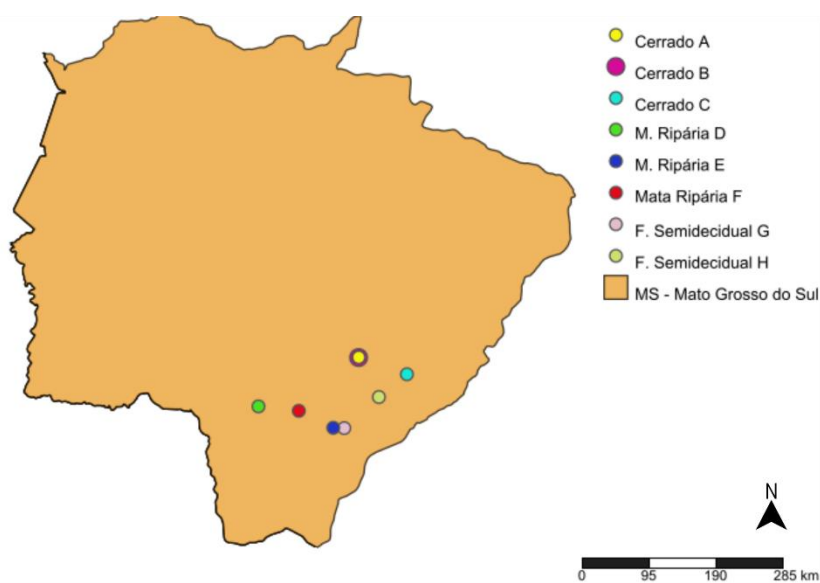 Cerrado A
Cerrado B
Cerrado C
M. Ripária D
M. Ripária E
Mata Ripária F
F. Semidecidual G
F. Semidecidual H
MS - Mato Grosso do Sul
N
0 95 190 285 km